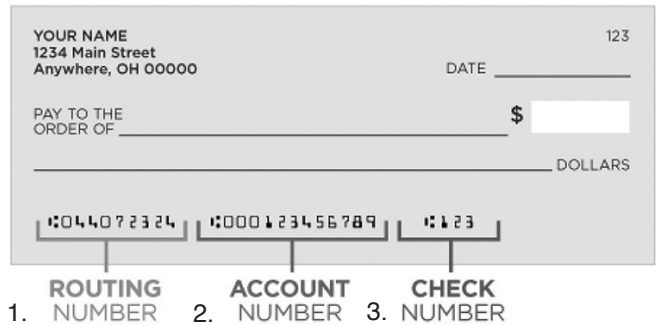 YOUR NAME 123
1234 Main Street
Anywhere, OH 00000
DATE
PAY TO THE
ORDER OF $
DOLLARS
⑆044072324 ⑆000123456789 ⑆123
1. ROUTING NUMBER 2. ACCOUNT NUMBER 3. CHECK NUMBER